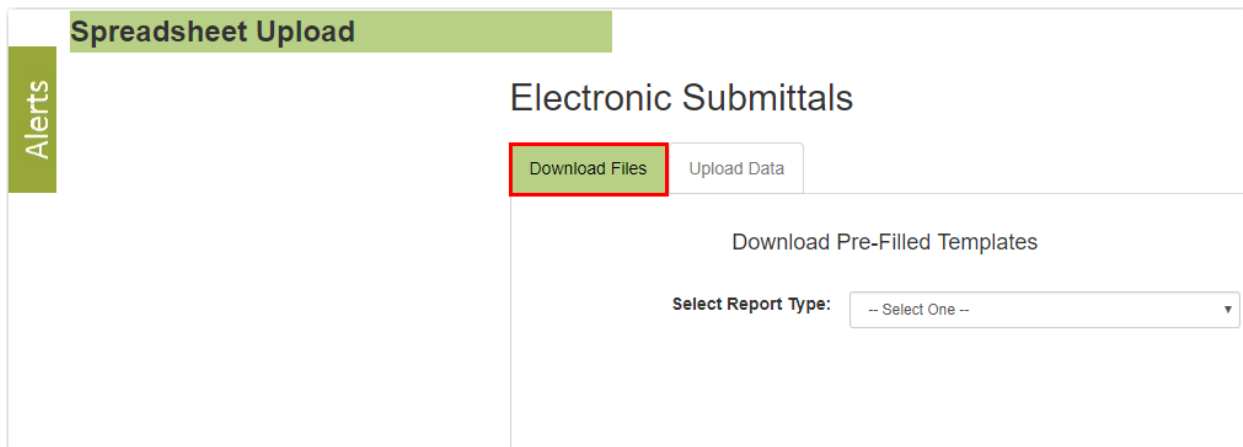 Spreadsheet Upload
Alerts
Electronic Submittals
Download Files
Upload Data
Download Pre-Filled Templates
Select Report Type:
-- Select One --